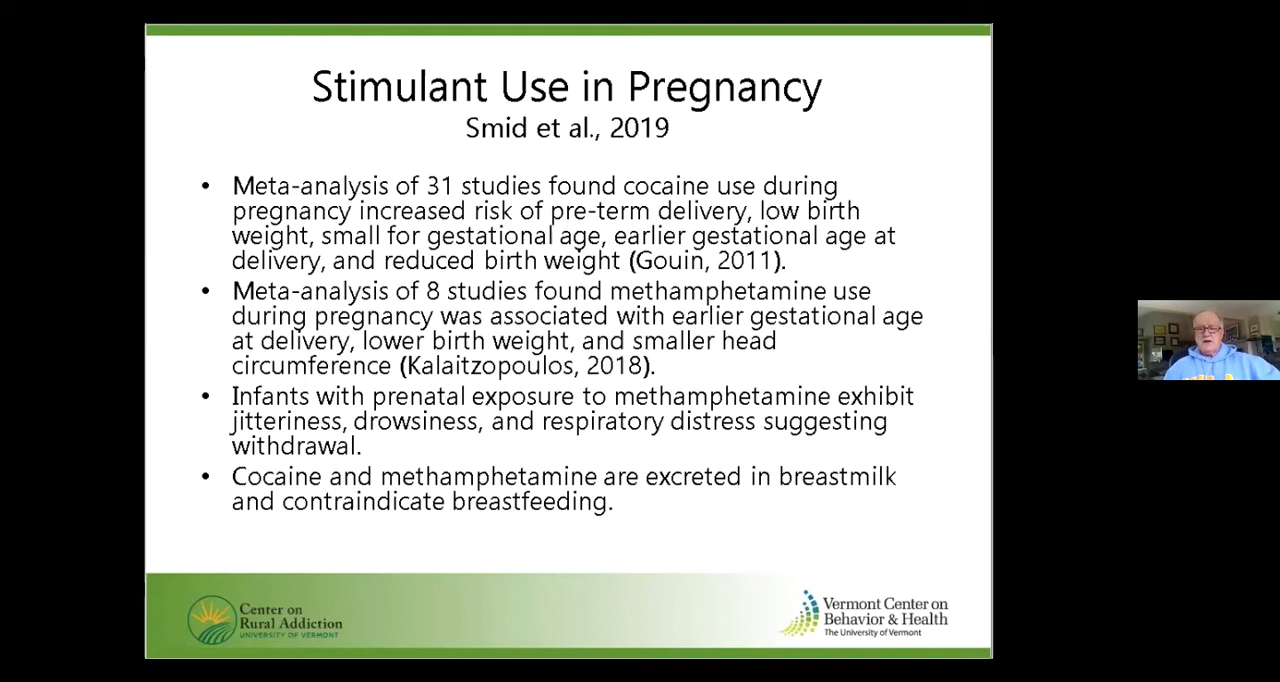 Stimulant Use in Pregnancy
Smid et al., 2019
• Meta-analysis of 31 studies found cocaine use during
pregnancy increased risk of pre-term delivery, low birth
weight, small for gestational age, earlier gestational age at
delivery, and reduced birth weight (Gouin, 2011).
• Meta-analysis of 8 studies found methamphetamine use
during pregnancy was associated with earlier gestational age
at delivery, lower birth weight, and smaller head
circumference (Kalaitzopoulos, 2018).
• Infants with prenatal exposure to methamphetamine exhibit
jitteriness, drowsiness, and respiratory distress suggesting
withdrawal.
• Cocaine and methamphetamine are excreted in breastmilk
and contraindicate breastfeeding.
Center on
Rural Addiction
UNIVERSITY OF VERMONT
Vermont Center on
Behavior & Health
The University of Vermont